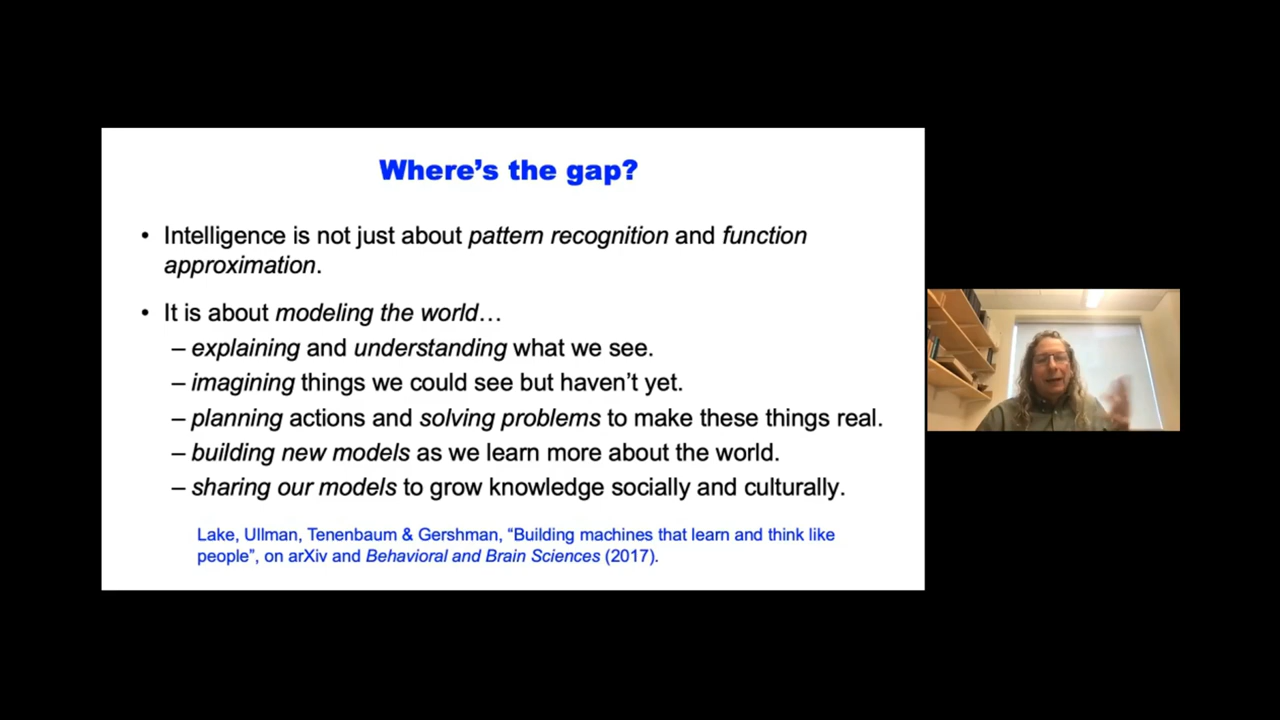 Where’s the gap?
• Intelligence is not just about pattern recognition and function
approximation.
• It is about modeling the world…
– explaining and understanding what we see.
– imagining things we could see but haven’t yet.
– planning actions and solving problems to make these things real.
– building new models as we learn more about the world.
– sharing our models to grow knowledge socially and culturally.
Lake, Ullman, Tenenbaum & Gershman, “Building machines that learn and think like
people”, on arXiv and Behavioral and Brain Sciences (2017).